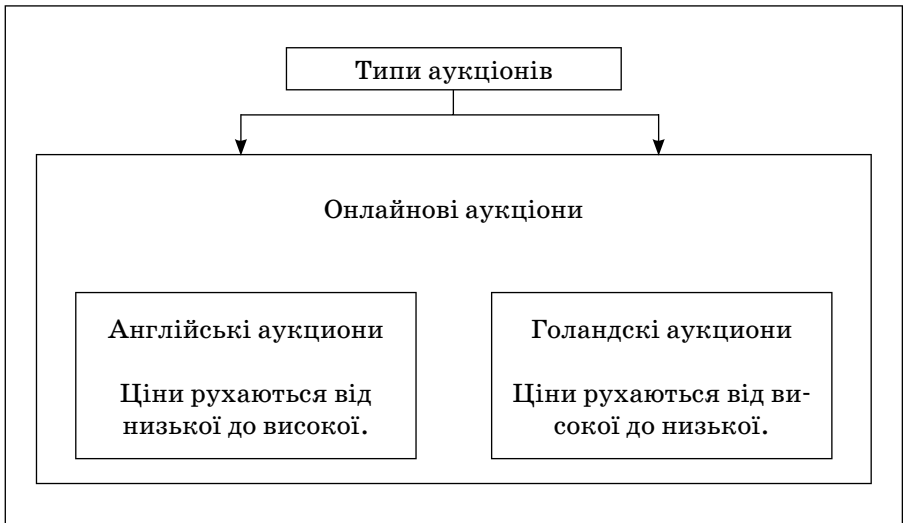 Типи аукціонів
Онлайнові аукціони
Англійські аукциони
Ціни рухаються від
низької до високої.
Голандскі аукциони
Ціни рухаються від ви-
сокої до низької.